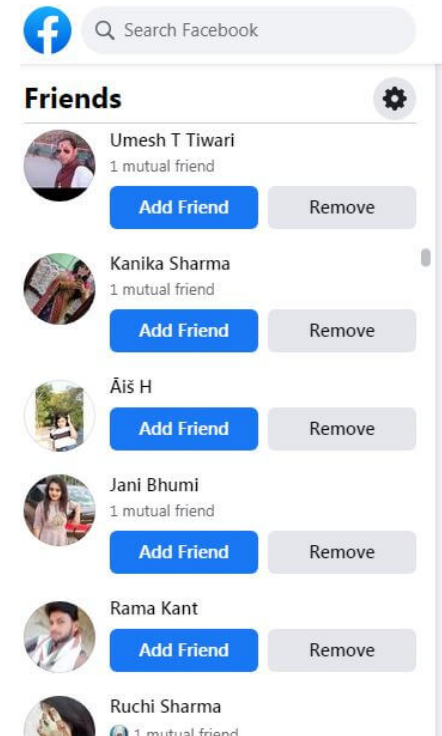 Search Facebook
Friends
Umesh T Tiwari
1 mutual friend
Add Friend Remove
Kanika Sharma
1 mutual friend
Add Friend Remove
Āiš H
Add Friend Remove
Jani Bhumi
1 mutual friend
Add Friend Remove
Rama Kant
Add Friend Remove
Ruchi Sharma
1 mutual friend